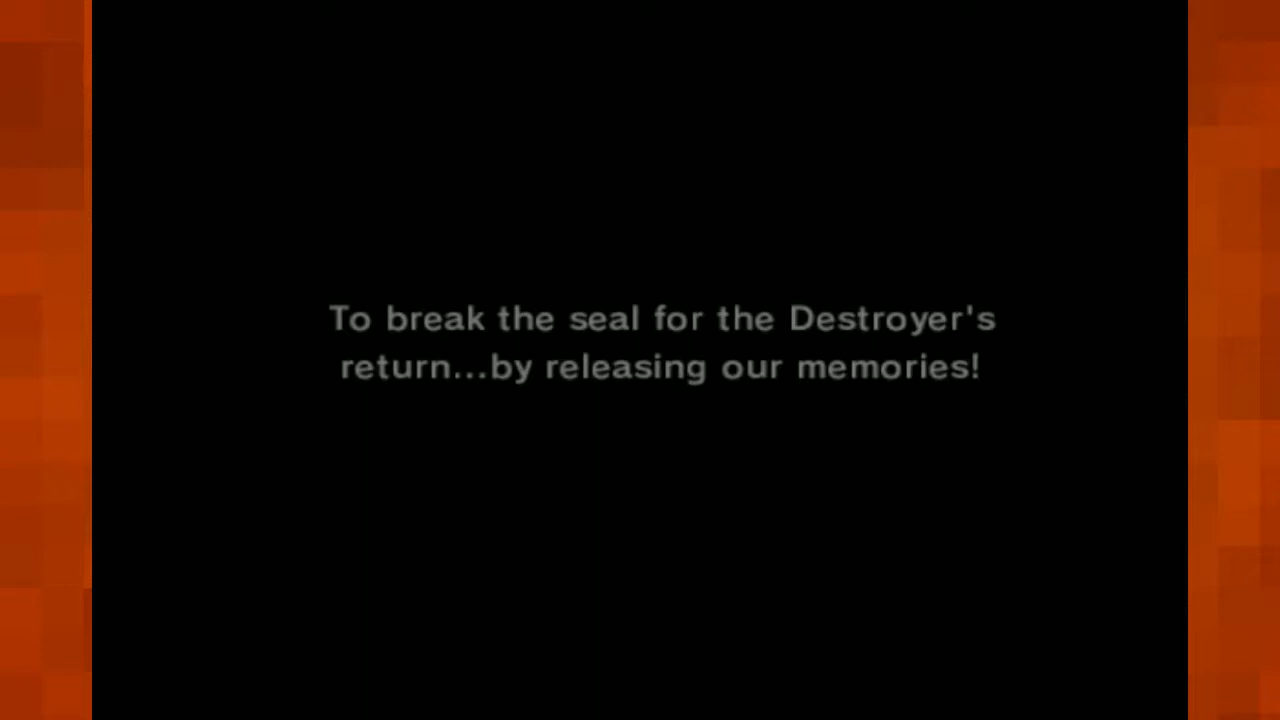 To break the seal for the Destroyer's
return...by releasing our memories!